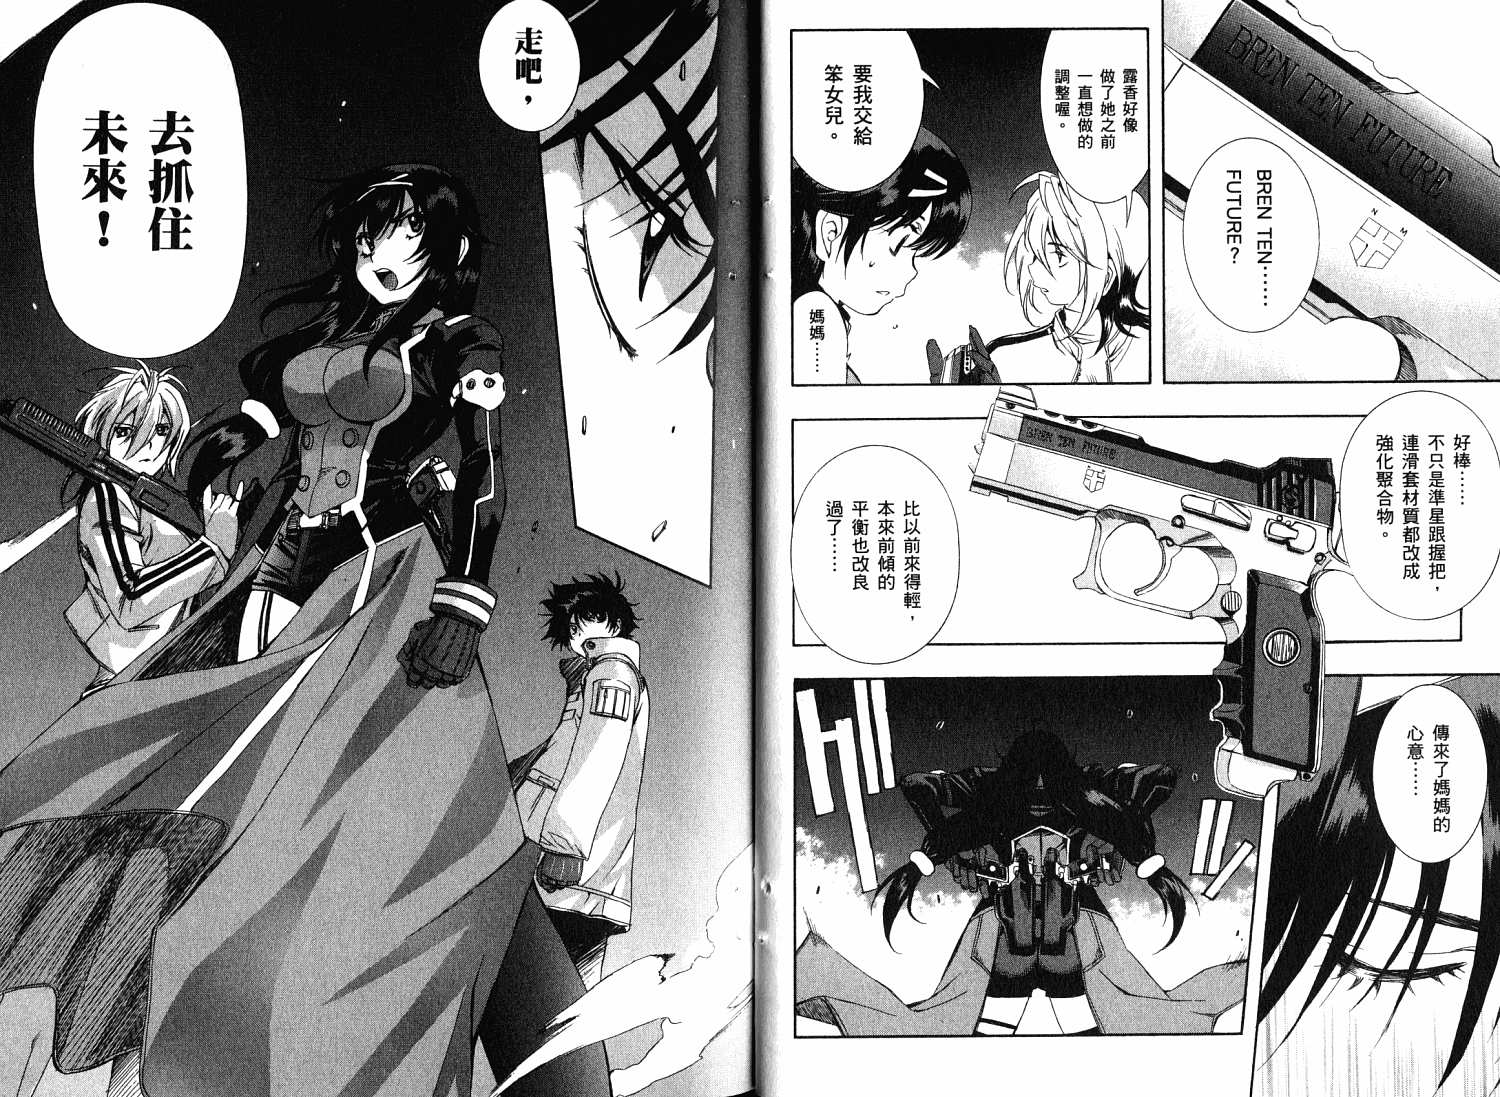 BREN TEN FUTURE
N M
BREN TEN……
FUTURE?
露香好像
做了她之前
一直想做的
調整喔。
要我交給
笨女兒。
媽媽……
好棒……
不只是準星跟握把，
連滑套材質都改成
強化聚合物。
BREN TEN FUTURE
比以前來得輕，
本來前傾的
平衡也改良
過了……
傳來了媽媽的
心意……
走吧，
去抓住
未來！